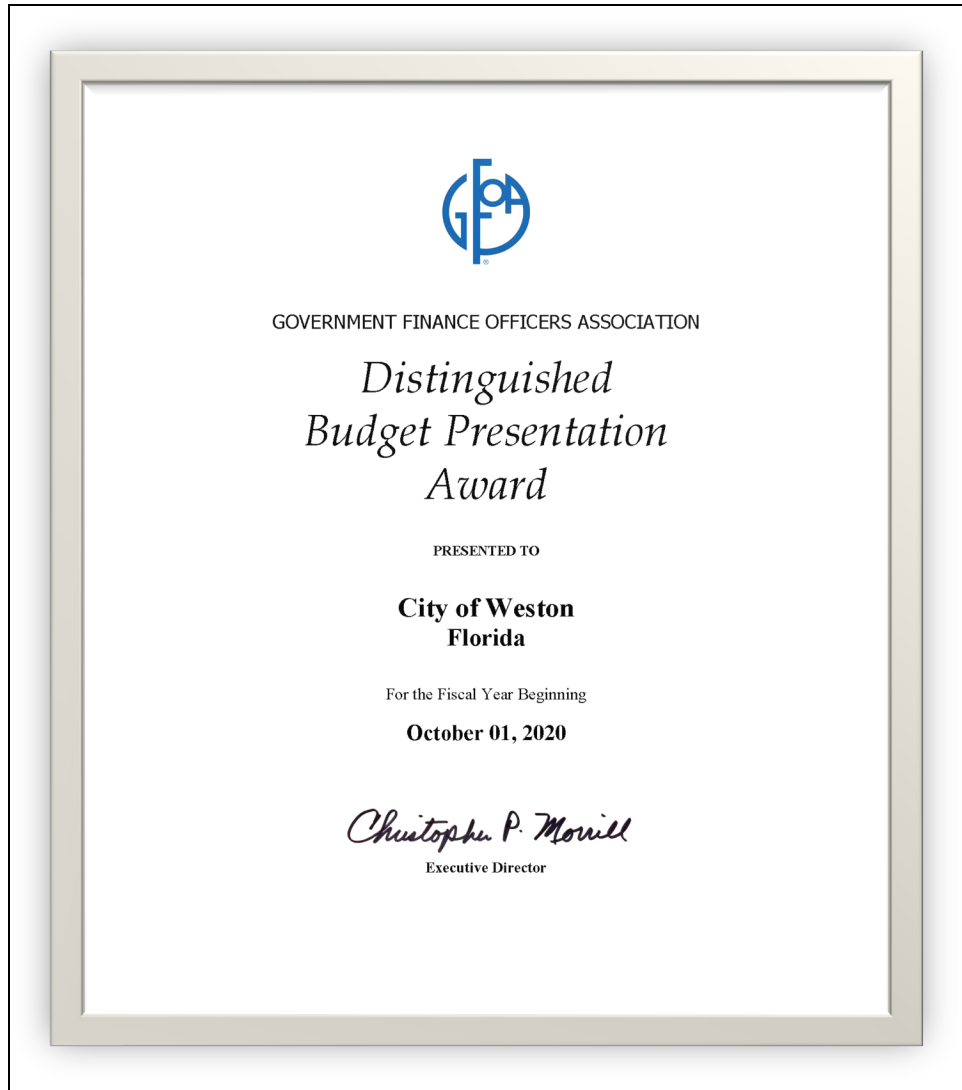 GFOA
GOVERNMENT FINANCE OFFICERS ASSOCIATION
Distinguished
Budget Presentation
Award
PRESENTED TO
City of Weston
Florida
For the Fiscal Year Beginning
October 01, 2020
Christopher P. Morrill
Executive Director